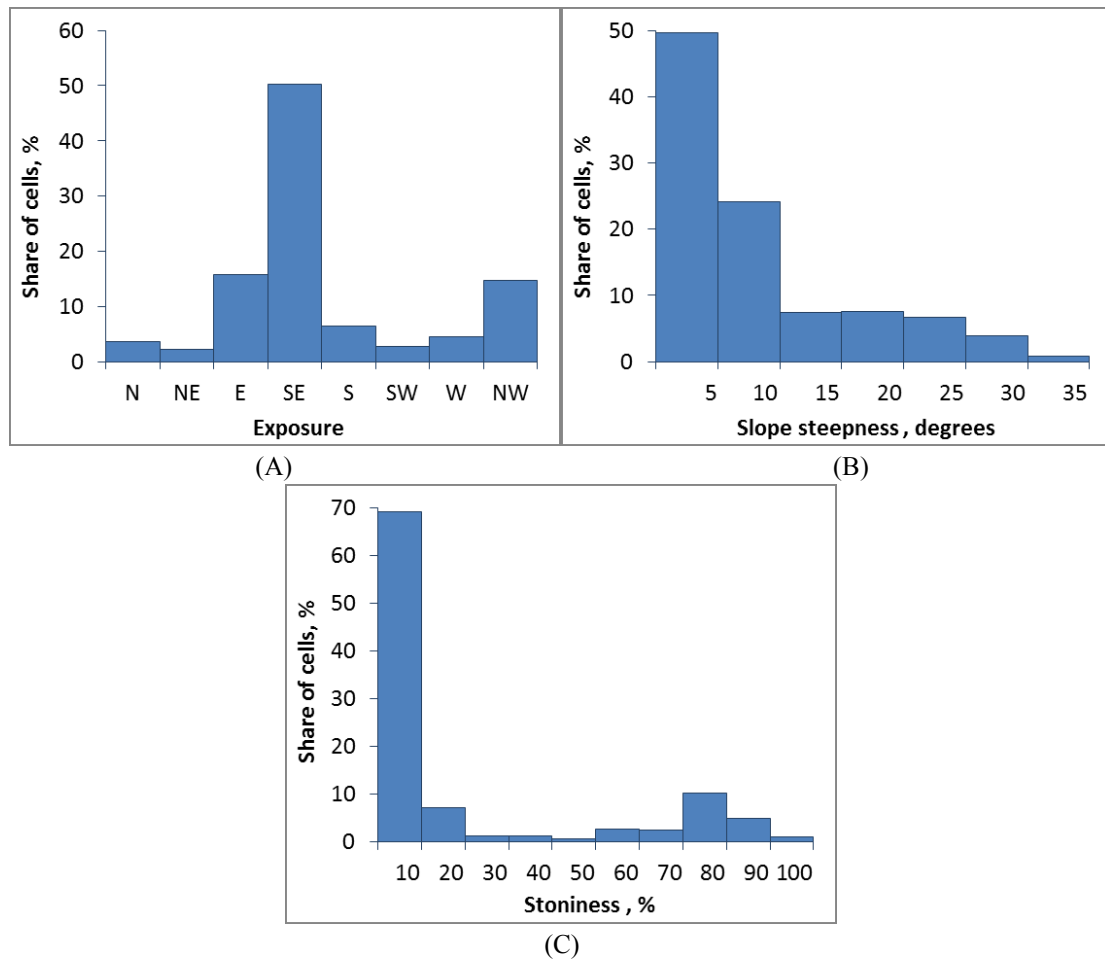 60
50
40
30
20
10
0
Share of cells, %
N NE E SE S SW W NW
Exposure
(A)
50
40
30
20
10
0
Share of cells, %
5 10 15 20 25 30 35
Slope steepness , degrees
(B)
70
60
50
40
30
20
10
0
Share of cells, %
10 20 30 40 50 60 70 80 90 100
Stoniness , %
(C)